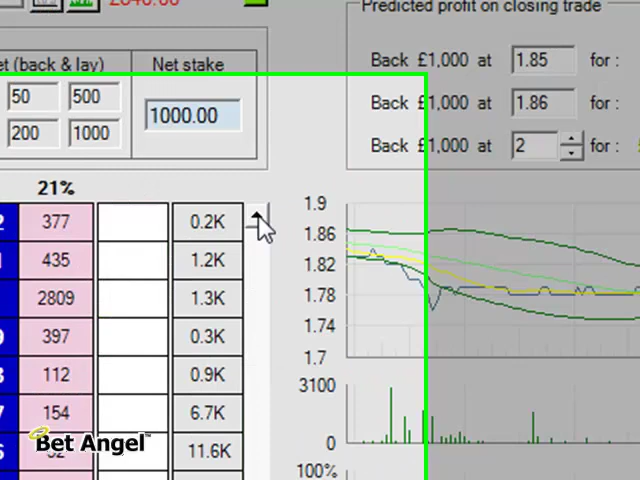 Predicted profit on closing trade
et (back & lay) Net stake
50 500
200 1000
1000.00
Back £1,000 at 1.85 for :
Back £1,000 at 1.86 for :
Back £1,000 at 2 for :
21%
377 0.2K
435 1.2K
2809 1.3K
397 0.3K
112 0.9K
154 6.7K
11.6K
1.9
1.86
1.82
1.78
1.74
1.7
3100
0
100%
Bet Angel